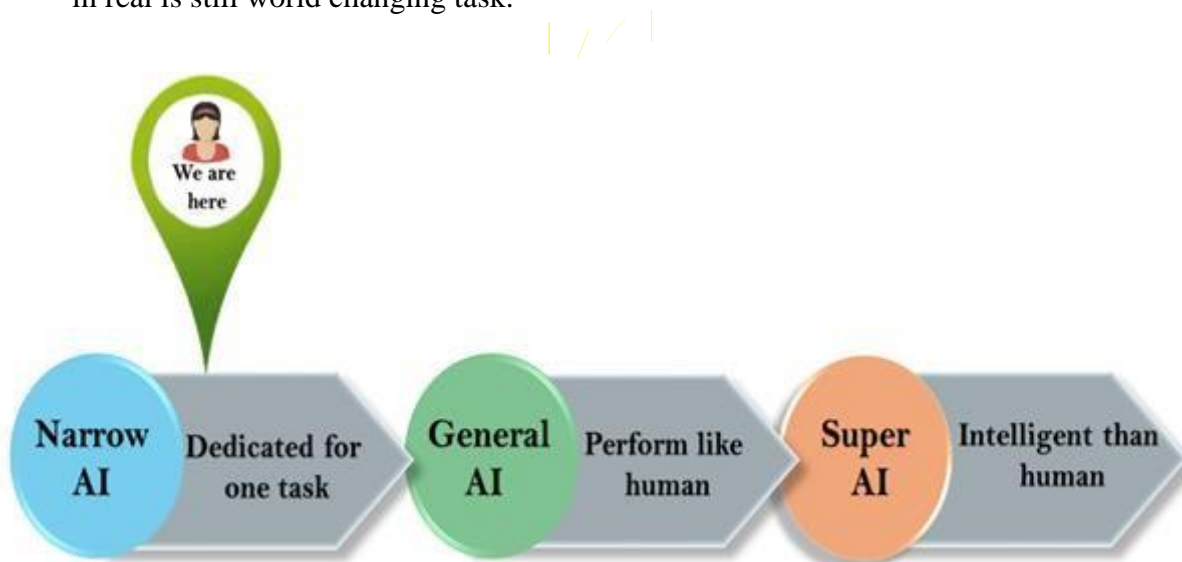 in real is still world changing task.
We are
here
Narrow
AI
Dedicated for
one task
General
AI
Perform like
human
Super
AI
Intelligent than
human